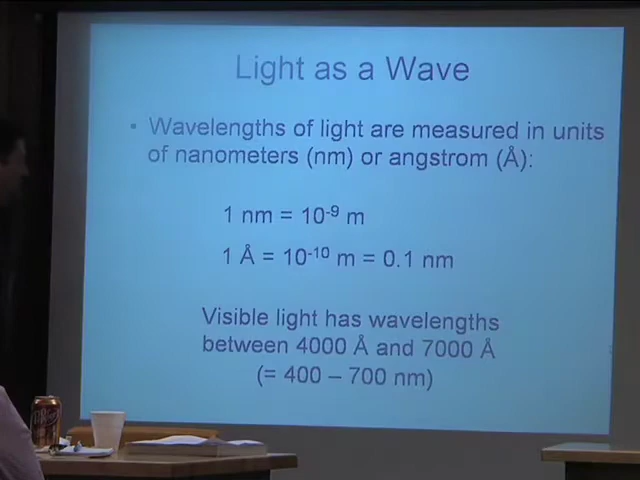 Light as a Wave
▪ Wavelengths of light are measured in units
of nanometers (nm) or angstrom (Å):
1 nm = 10⁻⁹ m
1 Å = 10⁻¹⁰ m = 0.1 nm
Visible light has wavelengths
between 4000 Å and 7000 Å
(= 400 – 700 nm)